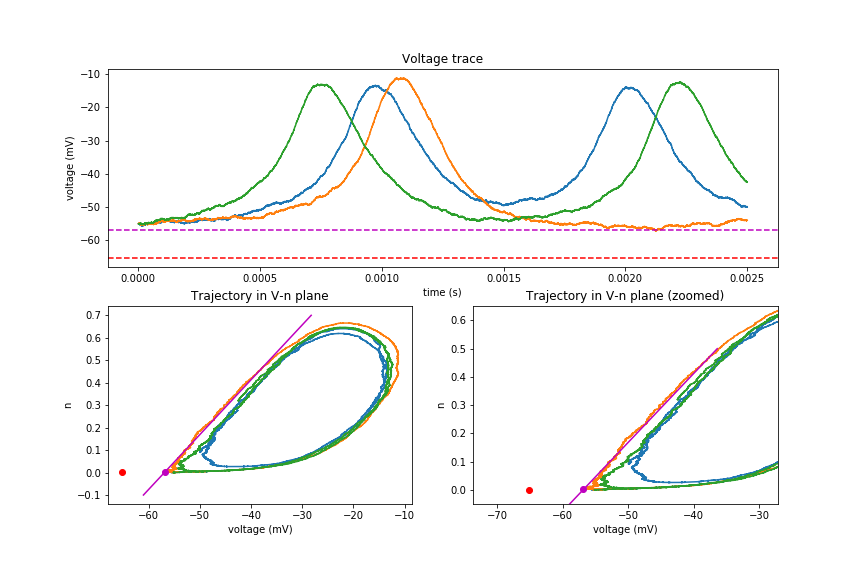 Voltage trace
voltage (mV)
−10
−20
−30
−40
−50
−60
0.0000 0.0005 0.0010 0.0015 0.0020 0.0025
time (s)
Trajectory in V-n plane
n
0.7
0.6
0.5
0.4
0.3
0.2
0.1
0.0
−0.1
−60 −50 −40 −30 −20 −10
voltage (mV)
Trajectory in V-n plane (zoomed)
n
0.6
0.5
0.4
0.3
0.2
0.1
0.0
−70 −60 −50 −40 −30
voltage (mV)